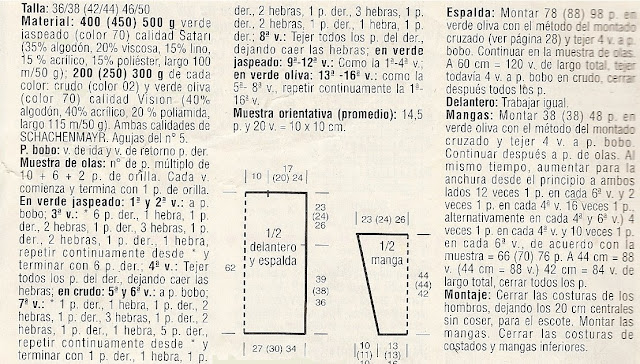 Talla: 36/38 (42/44) 46/50
Material: 400 (450) 500 g verde
jaspeado (color 70) calidad Satari
(35% algodón, 20% viscosa, 15% lino,
15 % acrílico, 15% poliéster, largo 100
m/50 g); 200 (250) 300 g de cada
color: crudo (color 02) y verde oliva
(color 70) calidad Vision (40%
algodón, 40% acrílico, 20 % poliamida,
largo 115 m/50 g). Ambas calidades de
SCHACHENMAYR. Agujas del nº 5.
P. bobo: v. de ida y v. de retorno p. der.
Muestra de olas: nº de p. múltiplo de
10 + 6 + 2 p. de orilla. Cada v.
comienza y termina con 1 p. de orilla.
En verde jaspeado: 1ª y 2ª v.: a p.
bobo; 3ª v.: * 6 p. der., 1 hebra, 1 p.
der., 2 hebras, 1 p. der., 3 hebras, 1 p.
der., 2 hebras, 1 p. der., 1 hebra,
repetir continuamente desde * y
terminar con 6 p. der.; 4ª v.: Tejer
todos los p. del der., dejando caer las
hebras; en crudo: 5ª y 6ª v.: a p. bobo;
7ª v.: * 1 p. der., 1 hebra, 1 p. der., 2
hebras, 1 p. der., 3 hebras, 1 p. der., 2
hebras, 1 p. der., 1 hebra, 5 p. der.,
repetir continuamente desde * y
terminar con 1 p. der., 1 hebra, 1 p.
der., 2 hebras, 1 p. der., 3 hebras, 1 p.
der., 2 hebras, 1 p. der., 1 hebra, 1 p.
der.; 8ª v.: Tejer todos los p. del der.,
dejando caer las hebras; en verde
jaspeado: 9ª-12ª v.: Como la 1ª-4ª v.;
en verde oliva: 13ª -16ª v.: como la
5ª- 8ª v., repetir continuamente la 1ª-
16ª v.
Muestra orientativa (promedio): 14,5
p. y 20 v. = 10 x 10 cm.
17
10 (20) 24
23
(24)
26
1/2
delantero
y espalda
62
39
(38)
36
27 (30) 34
23 (24) 26
1/2
manga
44
(44)
42
10 13
(11) (13)
Espalda: Montar 78 (88) 98 p. en
verde oliva con el método del montado
cruzado (ver página 28) y tejer 4 v. a p.
bobo. Continuar en la muestra de olas.
A 60 cm = 120 v. de largo total, tejer
todavía 4 v. a p. bobo en crudo, cerrar
después todos los p.
Delantero: Trabajar igual.
Mangas: Montar 38 (38) 48 p. en
verde oliva con el método del montado
cruzado y tejer 4 v. a p. bobo.
Continuar después a p. de olas. Al
mismo tiempo, aumentar para la
anchura desde el principio a ambos
lados 12 veces 1 p. en cada 6ª v. y 2
veces 1 p. en cada 4ª v. 16 veces 1 p.,
alternativamente en cada 4ª y 6ª v.) 4
veces 1 p. en cada 4ª v. y 10 veces 1 p.
en cada 6ª v., de acuerdo con la
muestra = 66 (70) 76 p. A 44 cm = 88
v. (44 cm = 88 v.) 42 cm = 84 v. de
largo total, cerrar todos los p.
Montaje: Cerrar las costuras de los
hombros, dejando los 20 cm centrales
sin coser, para el escote. Montar las
mangas. Cerrar las costuras de
costados y mangas inferiores.